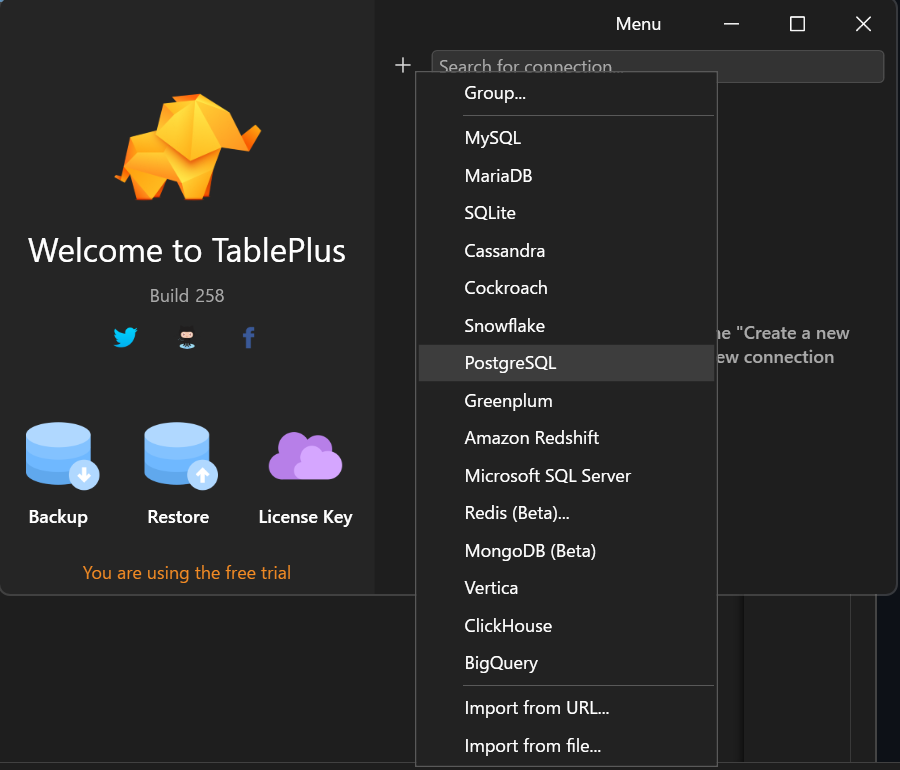 Menu
Search for connection...
Group...
MySQL
MariaDB
SQLite
Cassandra
Cockroach
Snowflake
PostgreSQL
Greenplum
Amazon Redshift
Microsoft SQL Server
Redis (Beta)...
MongoDB (Beta)
Vertica
ClickHouse
BigQuery
Import from URL...
Import from file...
"Create a new
connection
Welcome to TablePlus
Build 258
Backup
Restore
License Key
You are using the free trial